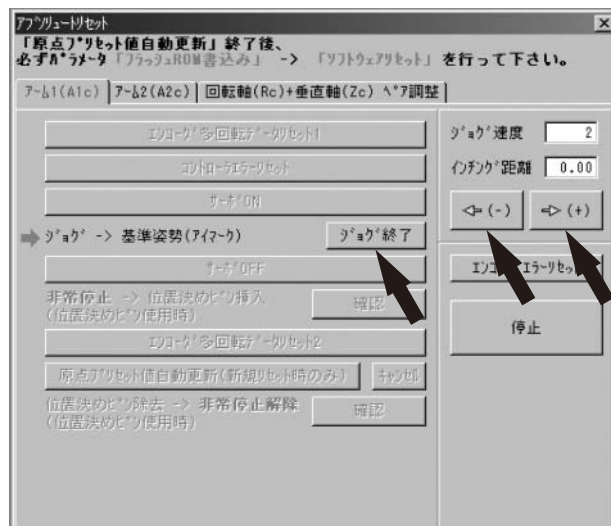 アブソリュートリセット
「原点プリセット値自動更新」終了後、
必ずパラメータ「フラッシュROM書込み」 -> 「ソフトウェアリセット」 を行って下さい。
アーム1(A1c) アーム2(A2c) 回転軸(Rc)+垂直軸(Zc) ペア調整
エンコーダ多回転データリセット1
コントローラエラーリセット
サーボON
ジョグ -> 基準姿勢(アイマーク) ジョグ終了
サーボOFF
非常停止 -> 位置決めピン挿入
(位置決めピン使用時)
確認
エンコーダ多回転データリセット2
原点プリセット値自動更新(新規リセット時のみ) キャンセル
位置決めピン除去 -> 非常停止解除
(位置決めピン使用時)
確認
ジョグ速度 2
インチング距離 0.00
(-) (+)
エラーリセット
停止